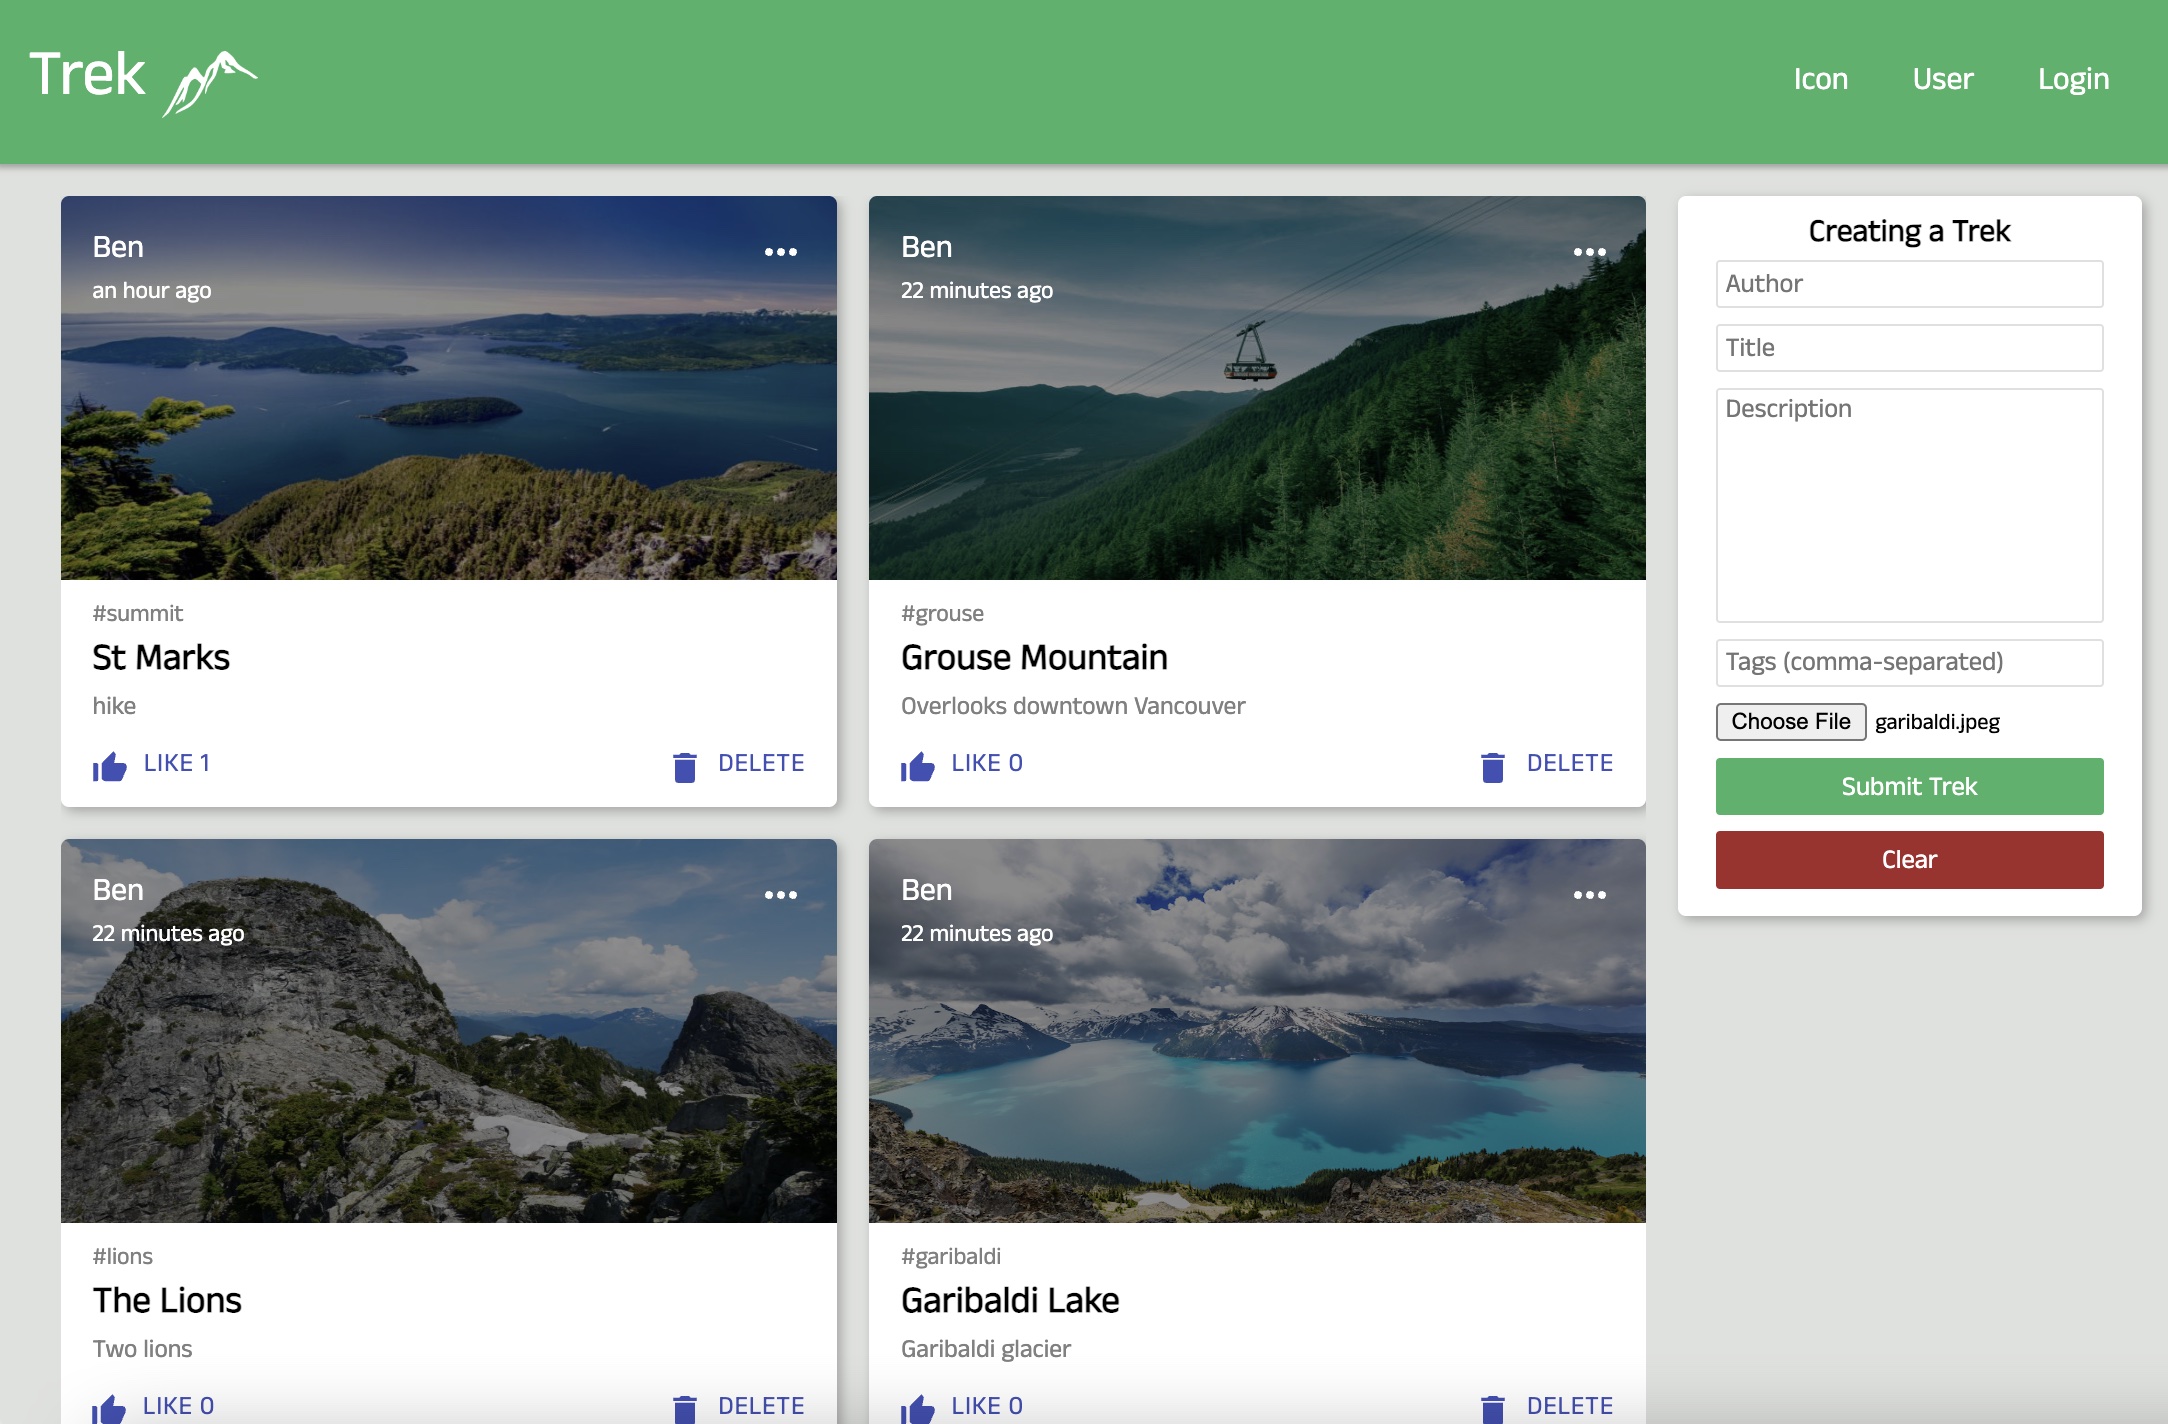 Trek
Icon
User
Login
Ben
an hour ago
#summit
St Marks
hike
LIKE 1
DELETE
Ben
22 minutes ago
#grouse
Grouse Mountain
Overlooks downtown Vancouver
LIKE 0
DELETE
Ben
22 minutes ago
#lions
The Lions
Two lions
LIKE 0
DELETE
Ben
22 minutes ago
#garibaldi
Garibaldi Lake
Garibaldi glacier
LIKE 0
DELETE
Creating a Trek
Author
Title
Description
Tags (comma-separated)
Choose File garibaldi.jpeg
Submit Trek
Clear